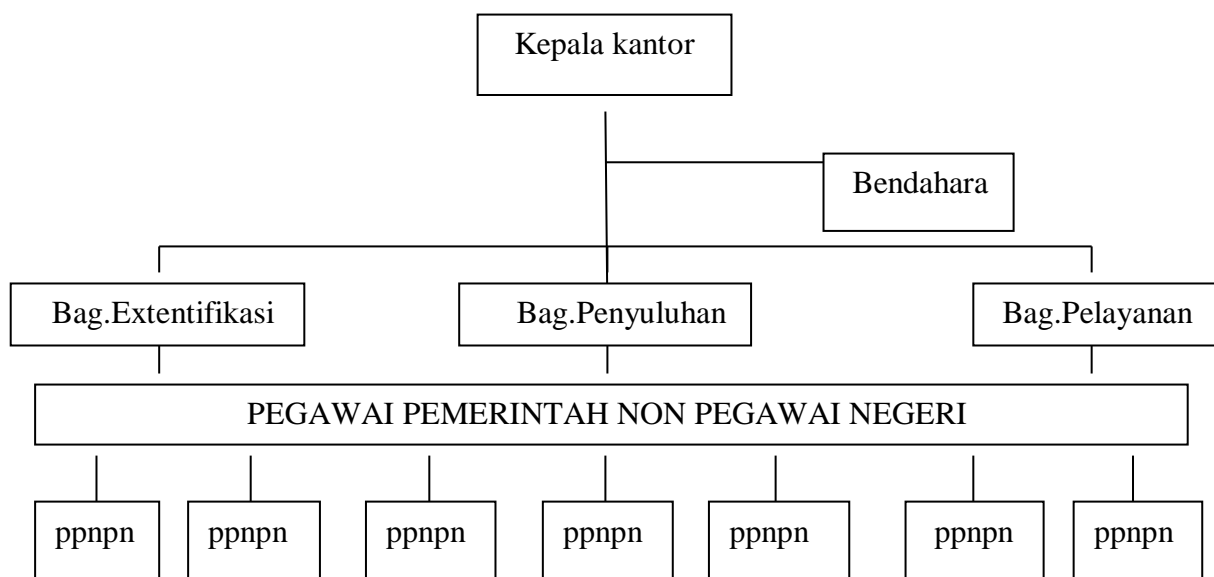 Kepala kantor
Bendahara
Bag.Extentifikasi
Bag.Penyuluhan
Bag.Pelayanan
PEGAWAI PEMERINTAH NON PEGAWAI NEGERI
ppnpn
ppnpn
ppnpn
ppnpn
ppnpn
ppnpn
ppnpn